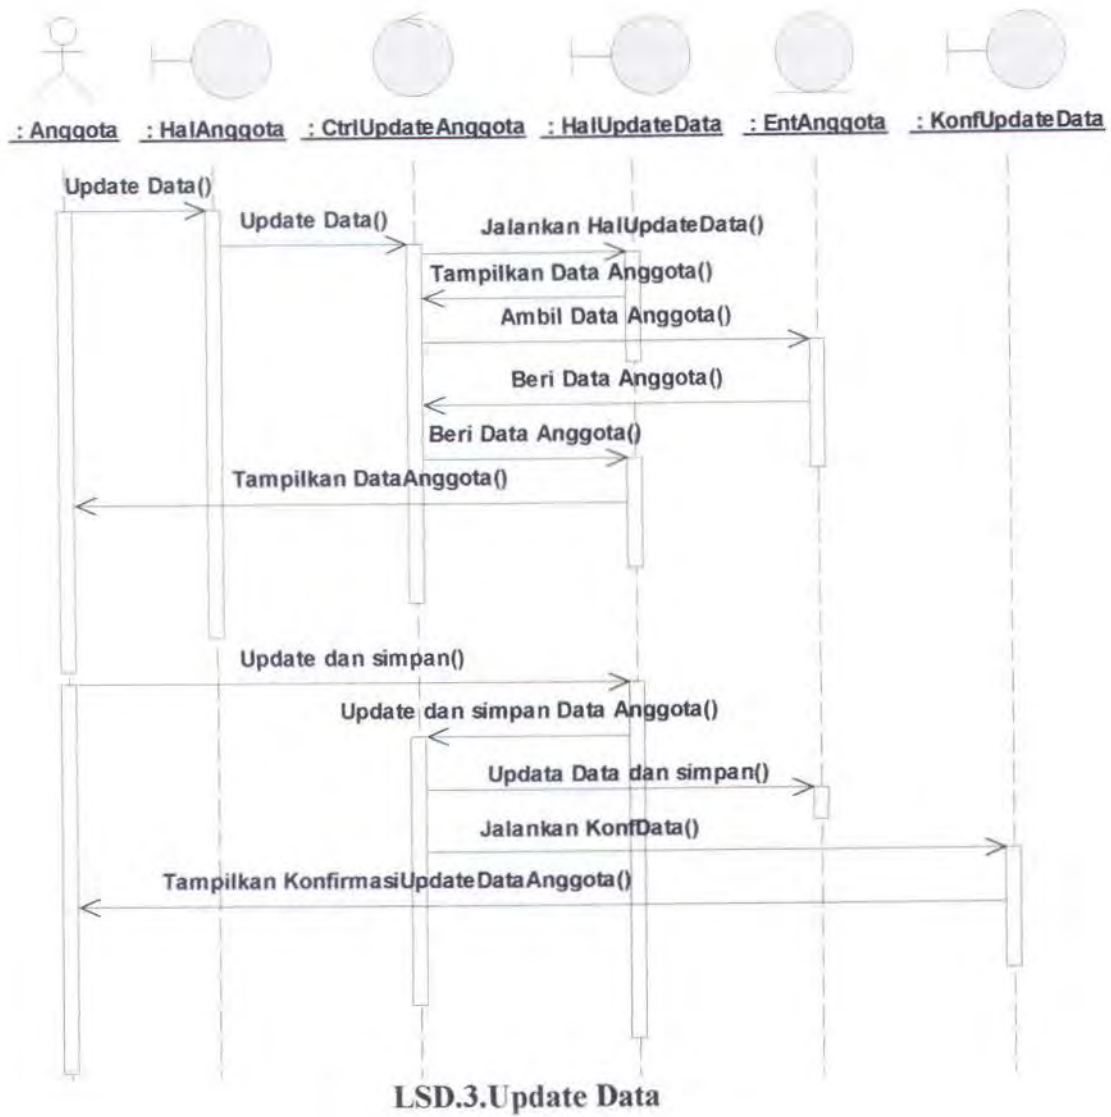 : Anggota : HalAnggota : CtrlUpdateAnggota : HalUpdateData : EntAnggota : KonfUpdateData
Update Data()
Update Data()
Jalankan HalUpdateData()
Tampilkan Data Anggota()
Ambil Data Anggota()
Beri Data Anggota()
Beri Data Anggota()
Tampilkan DataAnggota()
Update dan simpan()
Update dan simpan Data Anggota()
Updata Data dan simpan()
Jalankan KonfData()
Tampilkan KonfirmasiUpdateDataAnggota()
LSD.3.Update Data